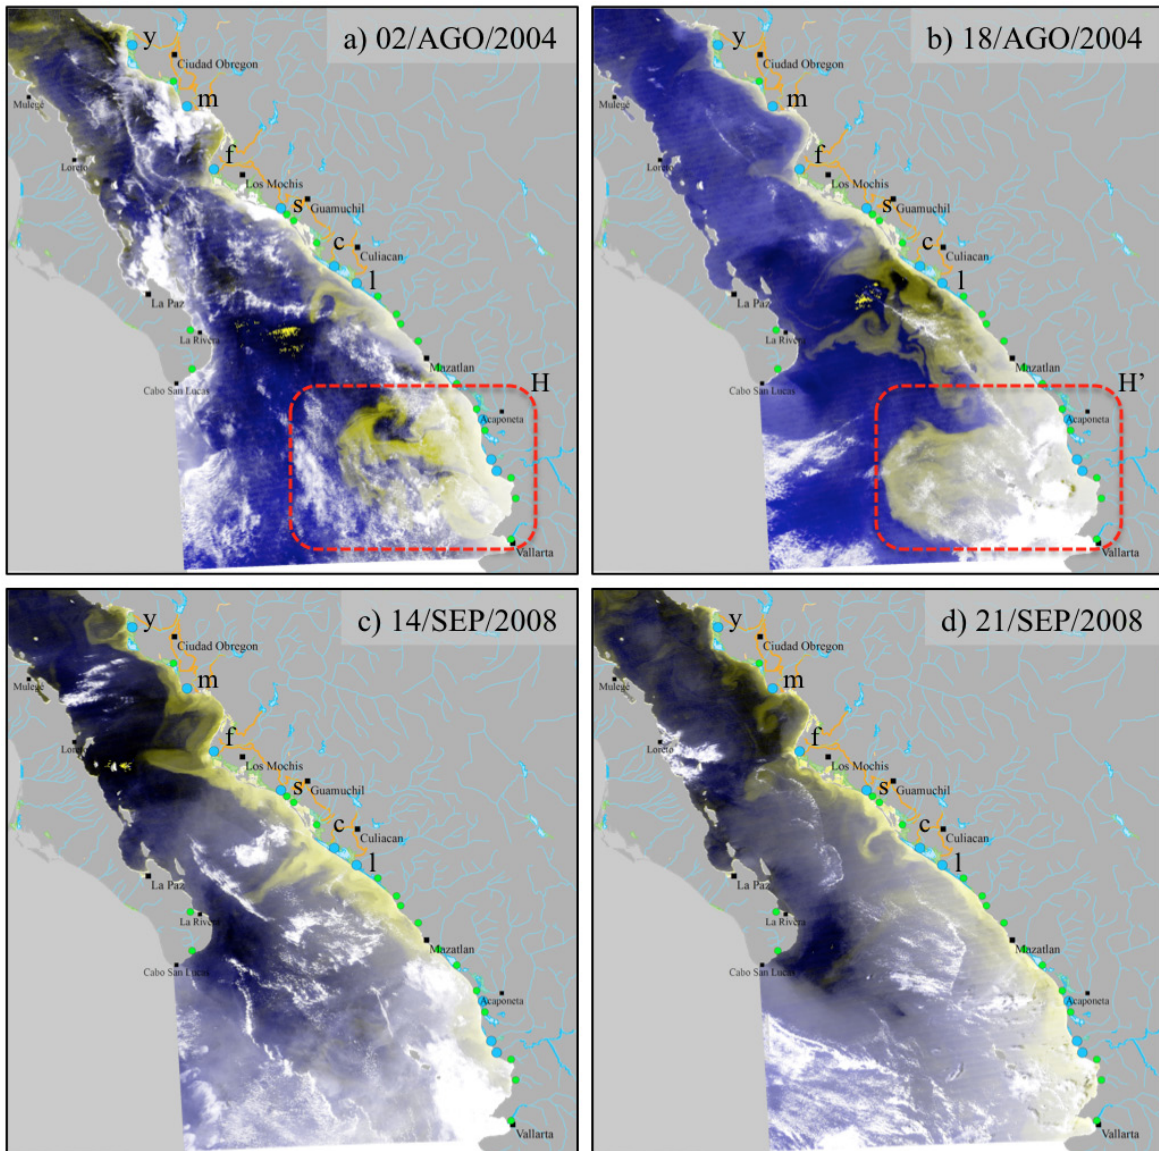 a) 02/AGO/2004
y
Ciudad Obregon
Mulegé
m
Loreto
f
Los Mochis
s
Guamuchil
c
Culiacan
l
La Paz
La Rivera
Mazatlan
Cabo San Lucas
H
Acaponeta
Vallarta
b) 18/AGO/2004
y
Ciudad Obregon
Mulegé
m
Loreto
f
Los Mochis
s
Guamuchil
c
Culiacan
l
La Paz
La Rivera
Mazatlan
Cabo San Lucas
H’
Acaponeta
Vallarta
c) 14/SEP/2008
y
Ciudad Obregon
Mulegé
m
Loreto
f
Los Mochis
s
Guamuchil
c
Culiacan
l
La Paz
La Rivera
Mazatlan
Cabo San Lucas
Acaponeta
Vallarta
d) 21/SEP/2008
y
Ciudad Obregon
Mulegé
m
Loreto
f
Los Mochis
s
Guamuchil
c
Culiacan
l
La Paz
La Rivera
Mazatlan
Cabo San Lucas
Acaponeta
Vallarta